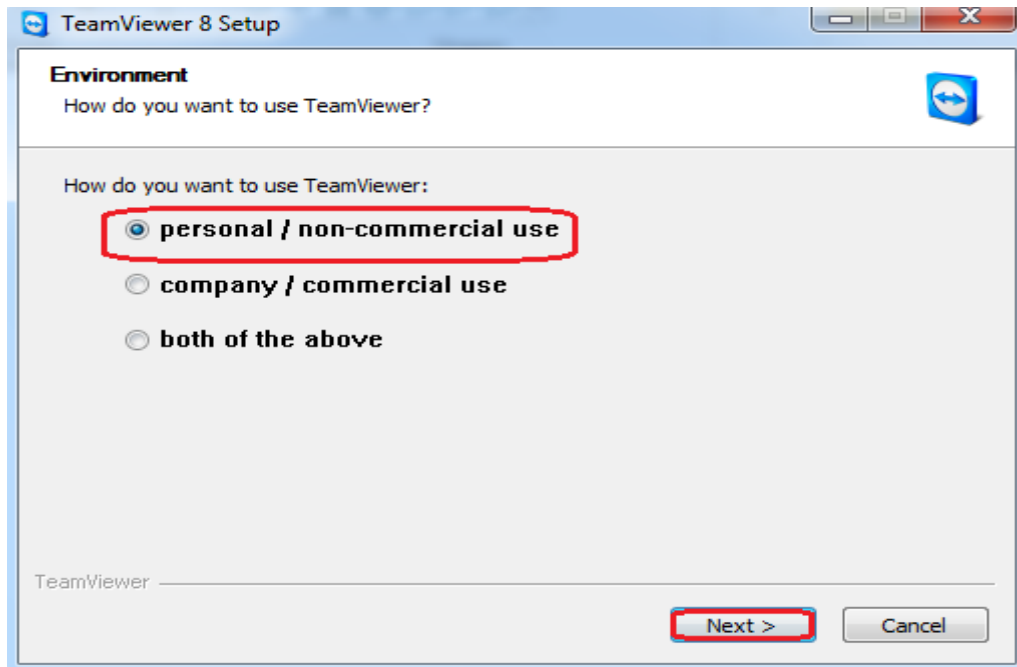 TeamViewer 8 Setup
Environment
How do you want to use TeamViewer?
How do you want to use TeamViewer:
personal / non-commercial use
company / commercial use
both of the above
TeamViewer
Next >
Cancel